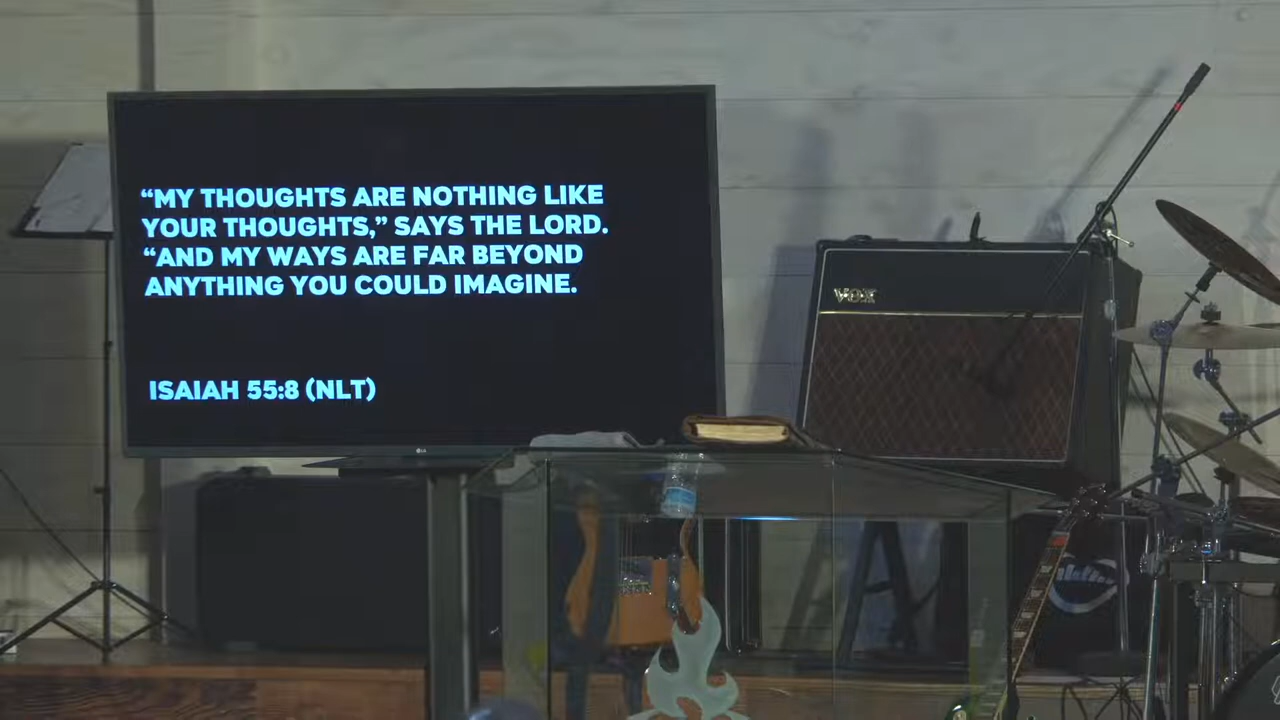 “MY THOUGHTS ARE NOTHING LIKE
YOUR THOUGHTS,” SAYS THE LORD.
“AND MY WAYS ARE FAR BEYOND
ANYTHING YOU COULD IMAGINE.
ISAIAH 55:8 (NLT)
VOX
LG